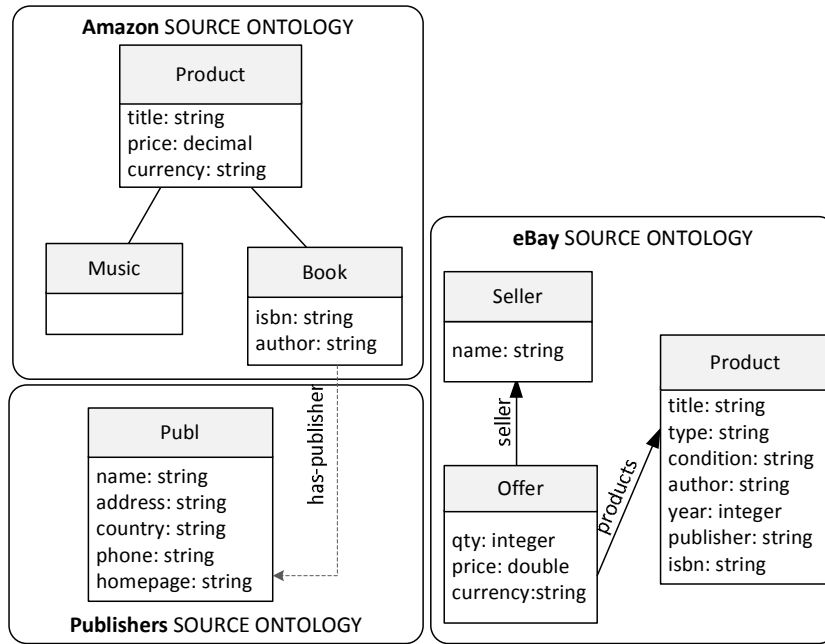 Amazon SOURCE ONTOLOGY
Product
title: string
price: decimal
currency: string
Music
Book
isbn: string
author: string
has-publisher
Publ
name: string
address: string
country: string
phone: string
homepage: string
Publishers SOURCE ONTOLOGY
eBay SOURCE ONTOLOGY
Seller
name: string
seller
Offer
qty: integer
price: double
currency:string
products
Product
title: string
type: string
condition: string
author: string
year: integer
publisher: string
isbn: string